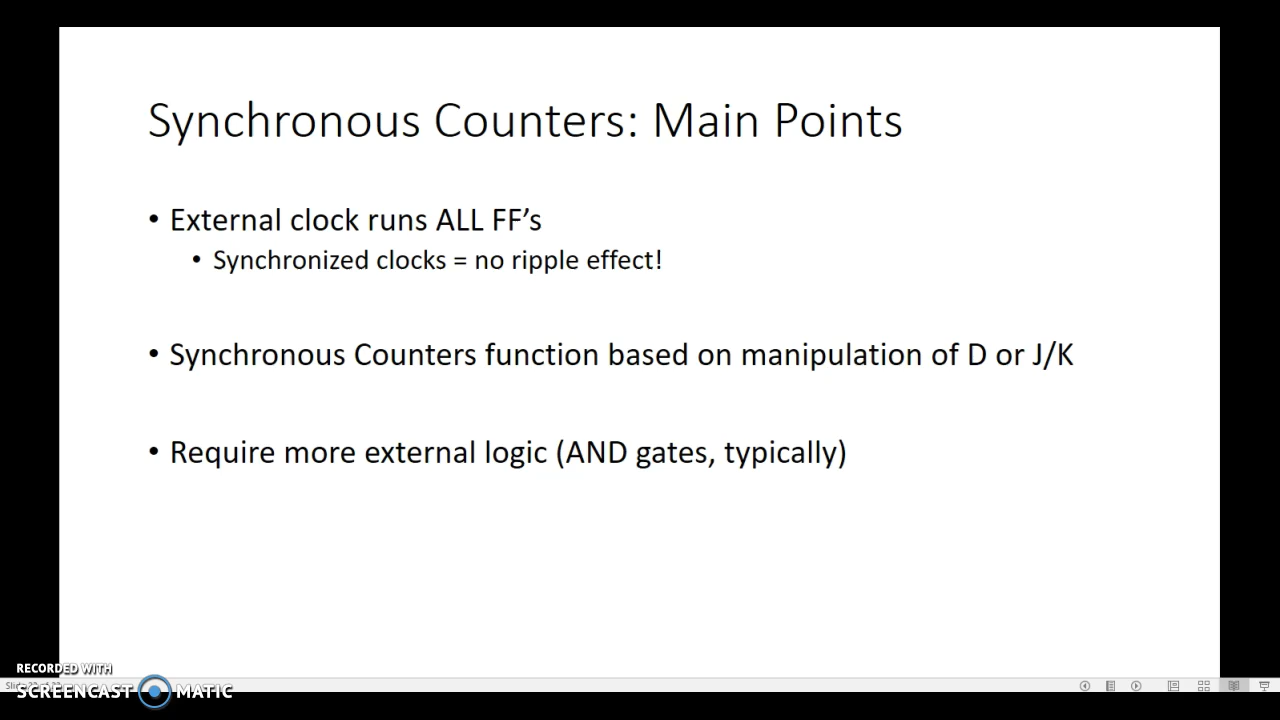 Synchronous Counters: Main Points
• External clock runs ALL FF’s
• Synchronized clocks = no ripple effect!
• Synchronous Counters function based on manipulation of D or J/K
• Require more external logic (AND gates, typically)
RECORDED WITH
SCREENCAST MATIC